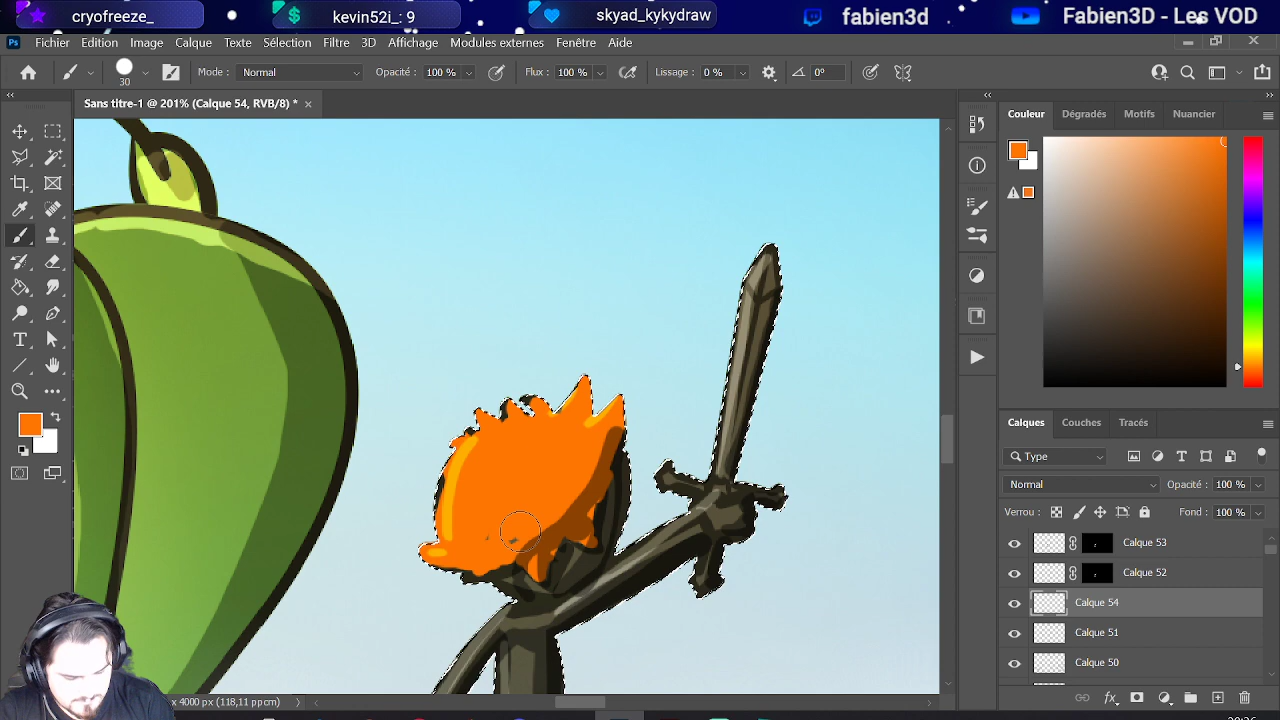 cryofreeze_
kevin52i_: 9
skyad_kykydraw
fabien3d
Fabien3D - Les VOD
Ps Fichier Edition Image Calque Texte Sélection Filtre 3D Affichage Modules externes Fenêtre Aide
30 Mode : Normal Opacité : 100 % Flux : 100 % Lissage : 0 % 0°
Sans titre-1 @ 201% (Calque 54, RVB/8) *
Couleur Dégradés Motifs Nuancier
Calques Couches Tracés
Type
Normal Opacité : 100 %
Verrou : Fond : 100 %
Calque 53
Calque 52
Calque 54
Calque 51
Calque 50
x 4000 px (118,11 ppcm)